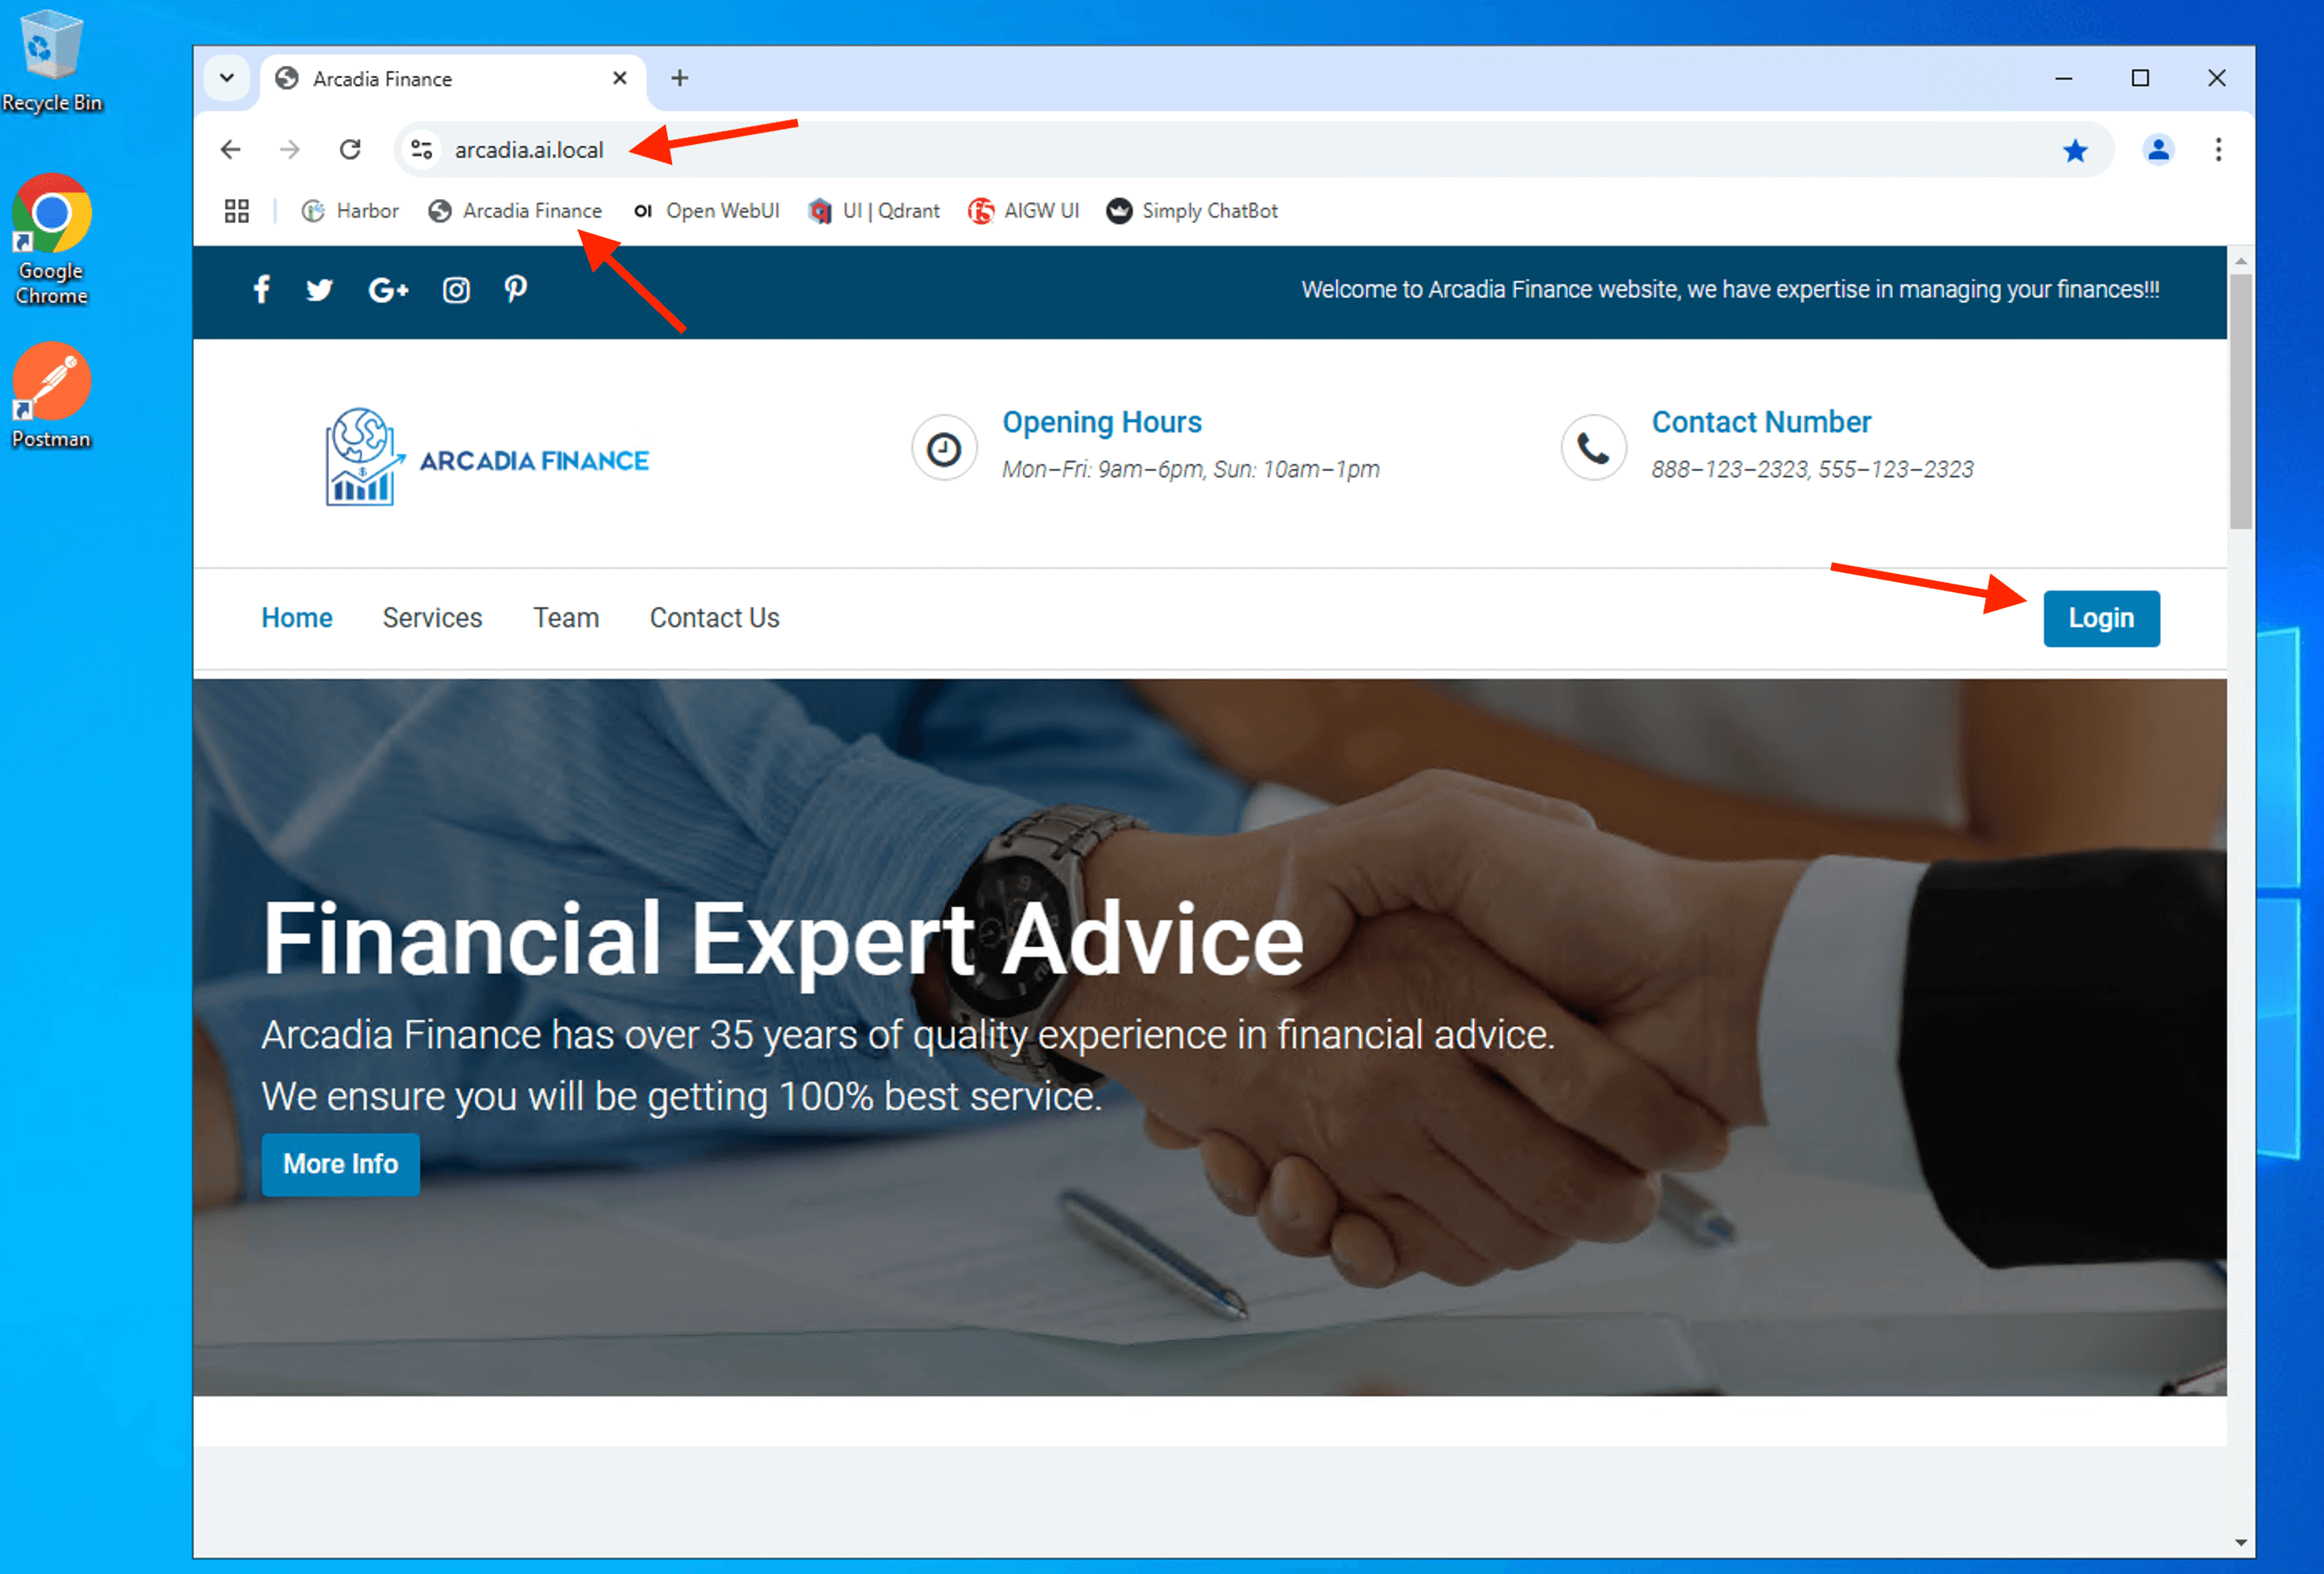 Recycle Bin
Google
Chrome
Postman
Arcadia Finance
arcadia.ai.local
Harbor
Arcadia Finance
OI
Open WebUI
UI | Qdrant
AIGW UI
Simply ChatBot
Welcome to Arcadia Finance website, we have expertise in managing your finances!!!
ARCADIA FINANCE
Opening Hours
Mon–Fri: 9am–6pm, Sun: 10am–1pm
Contact Number
888–123–2323, 555–123–2323
Home
Services
Team
Contact Us
Login
Financial Expert Advice
Arcadia Finance has over 35 years of quality experience in financial advice.
We ensure you will be getting 100% best service.
More Info